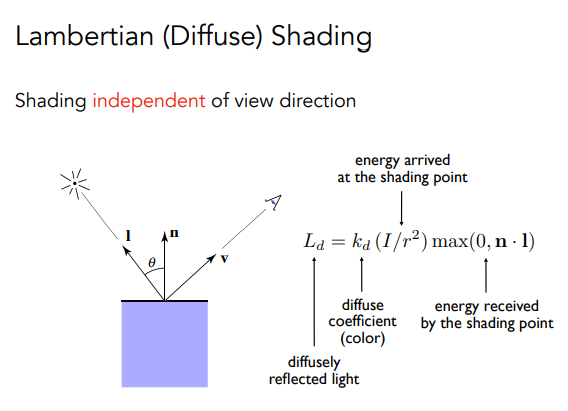 Lambertian (Diffuse) Shading
Shading independent of view direction
energy arrived
at the shading point
l
n
θ
v
L_d = k_d (I/r²) max(0, n · l)
diffuse
coefficient
(color)
energy received
by the shading point
diffusely
reflected light